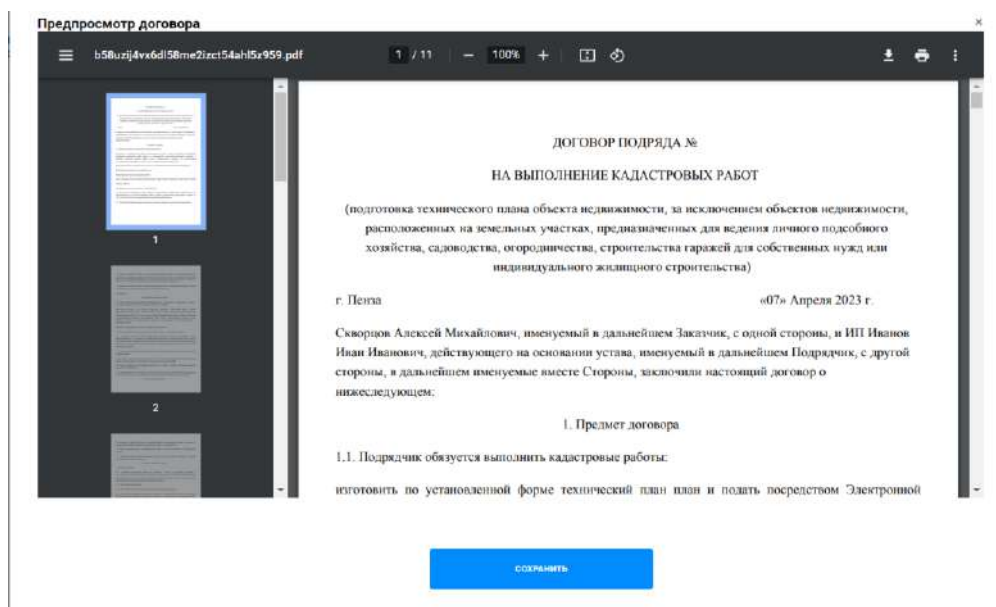 Предпросмотр договора
×
b58uzij4vx6dl58me2izct54ahl5z959.pdf
1 / 11
100%
ДОГОВОР ПОДРЯДА №
НА ВЫПОЛНЕНИЕ КАДАСТРОВЫХ РАБОТ
(подготовка технического плана объекта недвижимости, за исключением объектов недвижимости,
расположенных на земельных участках, предназначенных для ведения личного подсобного
хозяйства, садоводства, огородничества, строительства гаражей для собственных нужд или
индивидуального жилищного строительства)
г. Пенза «07» Апреля 2023 г.
Скворцов Алексей Михайлович, именуемый в дальнейшем Заказчик, с одной стороны, и ИП Иванов
Иван Иванович, действующего на основании устава, именуемый в дальнейшем Подрядчик, с другой
стороны, в дальнейшем именуемые вместе Стороны, заключили настоящий договор о
нижеследующем:
1. Предмет договора
1.1. Подрядчик обязуется выполнить кадастровые работы:
изготовить по установленной форме технический план план и подать посредством Электронной
1
2
СОХРАНИТЬ